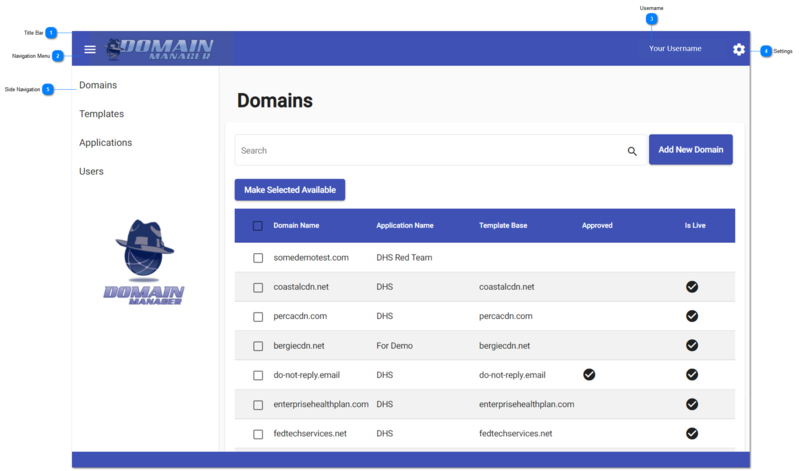 Username
3
Title Bar 1
Navigation Menu 2
DOMAIN
MANAGER
Your Username
4 Settings
Side Navigation 5
Domains
Templates
Applications
Users
DOMAIN
MANAGER
Domains
Search
Add New Domain
Make Selected Available
Domain Name Application Name Template Base Approved Is Live
somedemotest.com DHS Red Team
coastalcdn.net DHS coastalcdn.net
percacdn.com DHS percacdn.com
bergiecdn.net For Demo bergiecdn.net
do-not-reply.email DHS do-not-reply.email
enterprisehealthplan.com DHS enterprisehealthplan.com
fedtechservices.net DHS fedtechservices.net